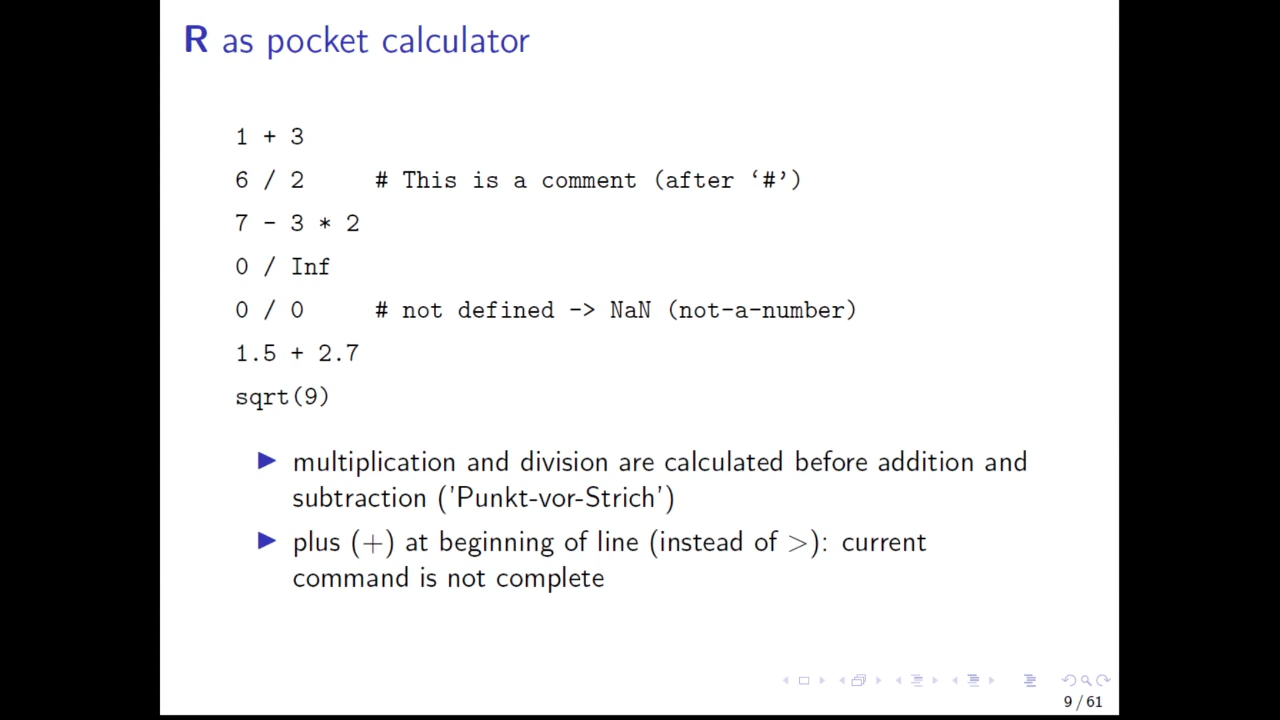 R as pocket calculator
1 + 3
6 / 2     # This is a comment (after ‘#’)
7 - 3 * 2
0 / Inf
0 / 0     # not defined -> NaN (not-a-number)
1.5 + 2.7
sqrt(9)
multiplication and division are calculated before addition and
subtraction ('Punkt-vor-Strich')
plus (+) at beginning of line (instead of >): current
command is not complete
9 / 61